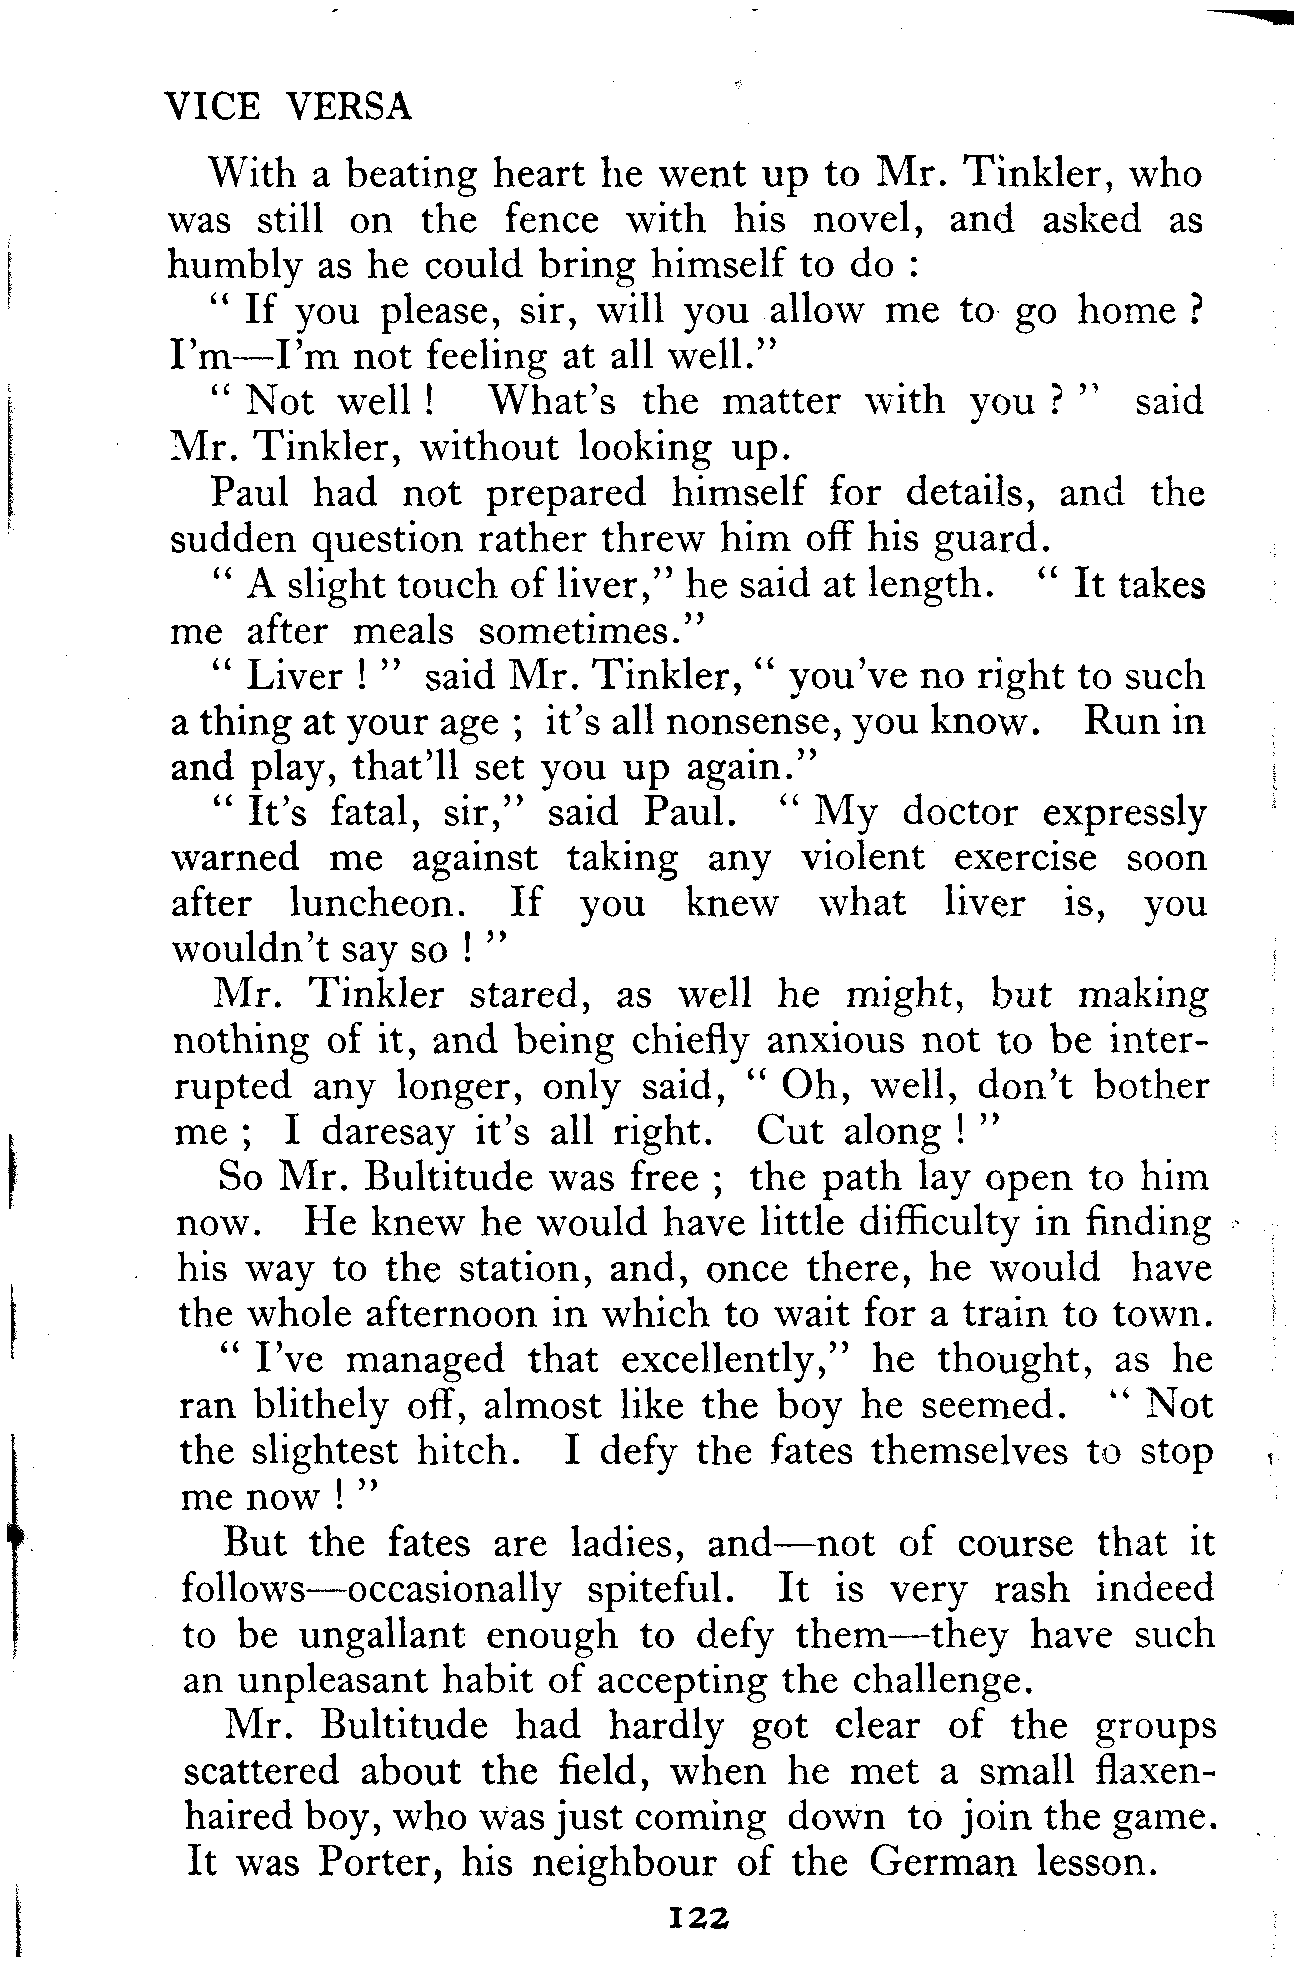 VICE VERSA
With a beating heart he went up to Mr. Tinkler, who
was still on the fence with his novel, and asked as
humbly as he could bring himself to do :
“ If you please, sir, will you allow me to go home ?
I’m—I’m not feeling at all well.”
“ Not well ! What’s the matter with you ? ” said
Mr. Tinkler, without looking up.
Paul had not prepared himself for details, and the
sudden question rather threw him off his guard.
“ A slight touch of liver,” he said at length. “ It takes
me after meals sometimes.”
“ Liver ! ” said Mr. Tinkler, “ you’ve no right to such
a thing at your age ; it’s all nonsense, you know. Run in
and play, that’ll set you up again.”
“ It’s fatal, sir,” said Paul. “ My doctor expressly
warned me against taking any violent exercise soon
after luncheon. If you knew what liver is, you
wouldn’t say so ! ”
Mr. Tinkler stared, as well he might, but making
nothing of it, and being chiefly anxious not to be inter-
rupted any longer, only said, “ Oh, well, don’t bother
me ; I daresay it’s all right. Cut along ! ”
So Mr. Bultitude was free ; the path lay open to him
now. He knew he would have little difficulty in finding
his way to the station, and, once there, he would have
the whole afternoon in which to wait for a train to town.
“ I’ve managed that excellently,” he thought, as he
ran blithely off, almost like the boy he seemed. “ Not
the slightest hitch. I defy the fates themselves to stop
me now ! ”
But the fates are ladies, and—not of course that it
follows—occasionally spiteful. It is very rash indeed
to be ungallant enough to defy them—they have such
an unpleasant habit of accepting the challenge.
Mr. Bultitude had hardly got clear of the groups
scattered about the field, when he met a small flaxen-
haired boy, who was just coming down to join the game.
It was Porter, his neighbour of the German lesson.
122